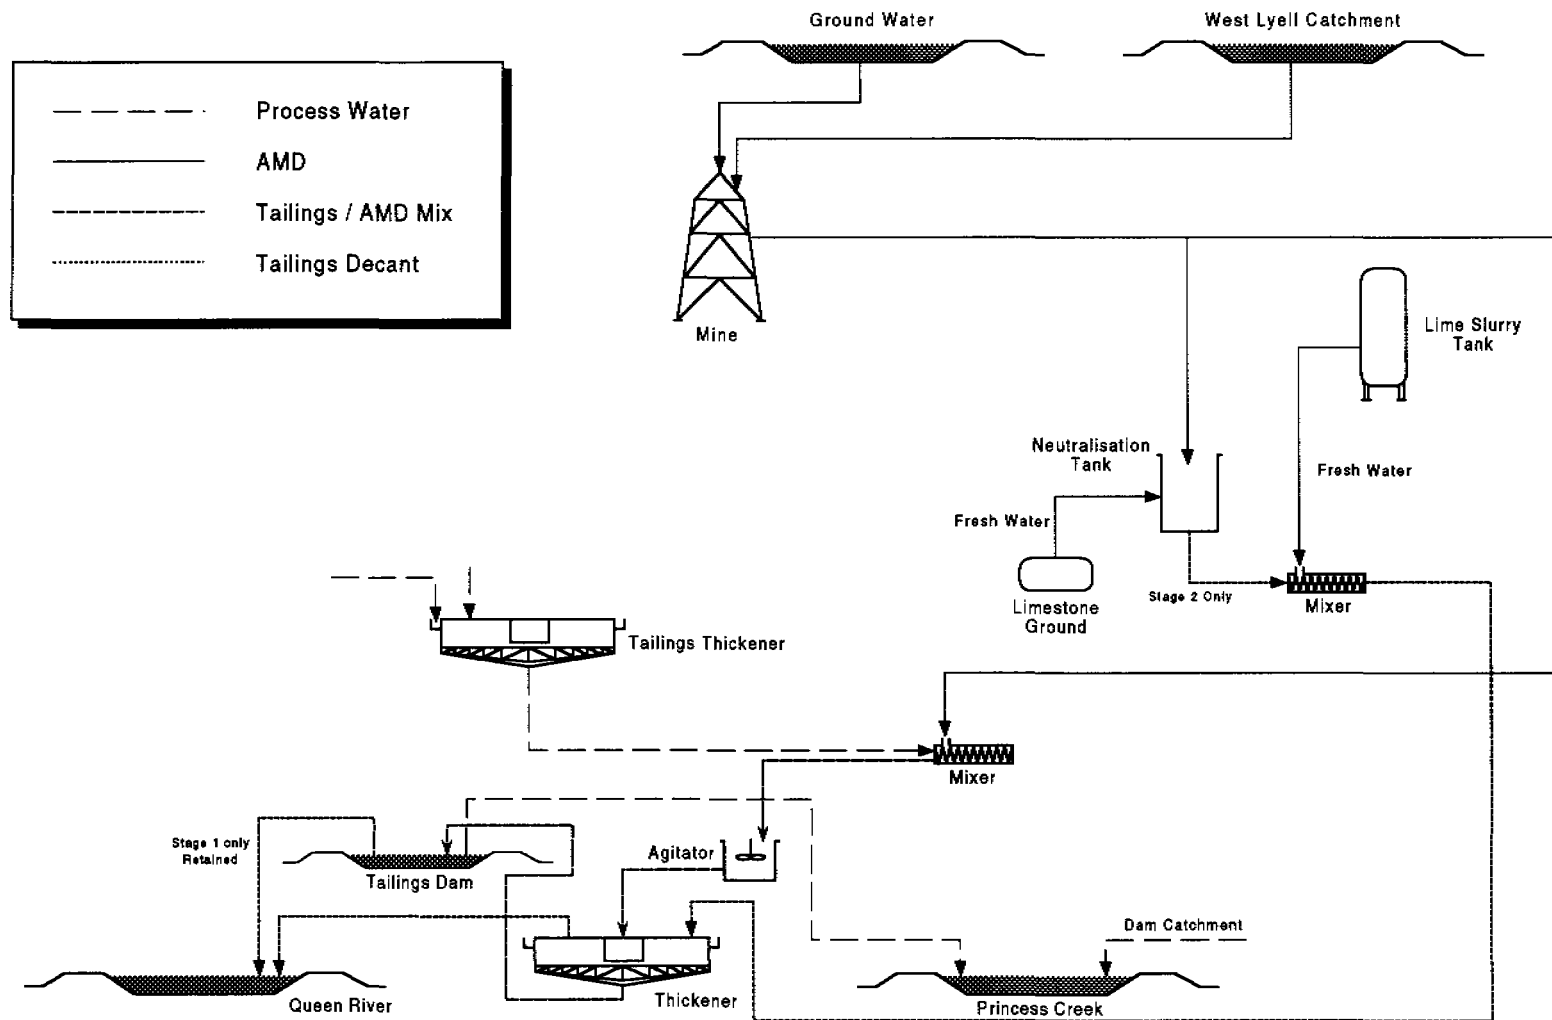 Ground Water
West Lyell Catchment
Process Water
AMD
Tailings / AMD Mix
Tailings Decant
Mine
Lime Slurry
Tank
Neutralisation
Tank
Fresh Water
Fresh Water
Limestone
Ground
Stage 2 Only
Mixer
Tailings Thickener
Mixer
Stage 1 only
Retained
Tailings Dam
Agitator
Dam Catchment
Queen River
Thickener
Princess Creek